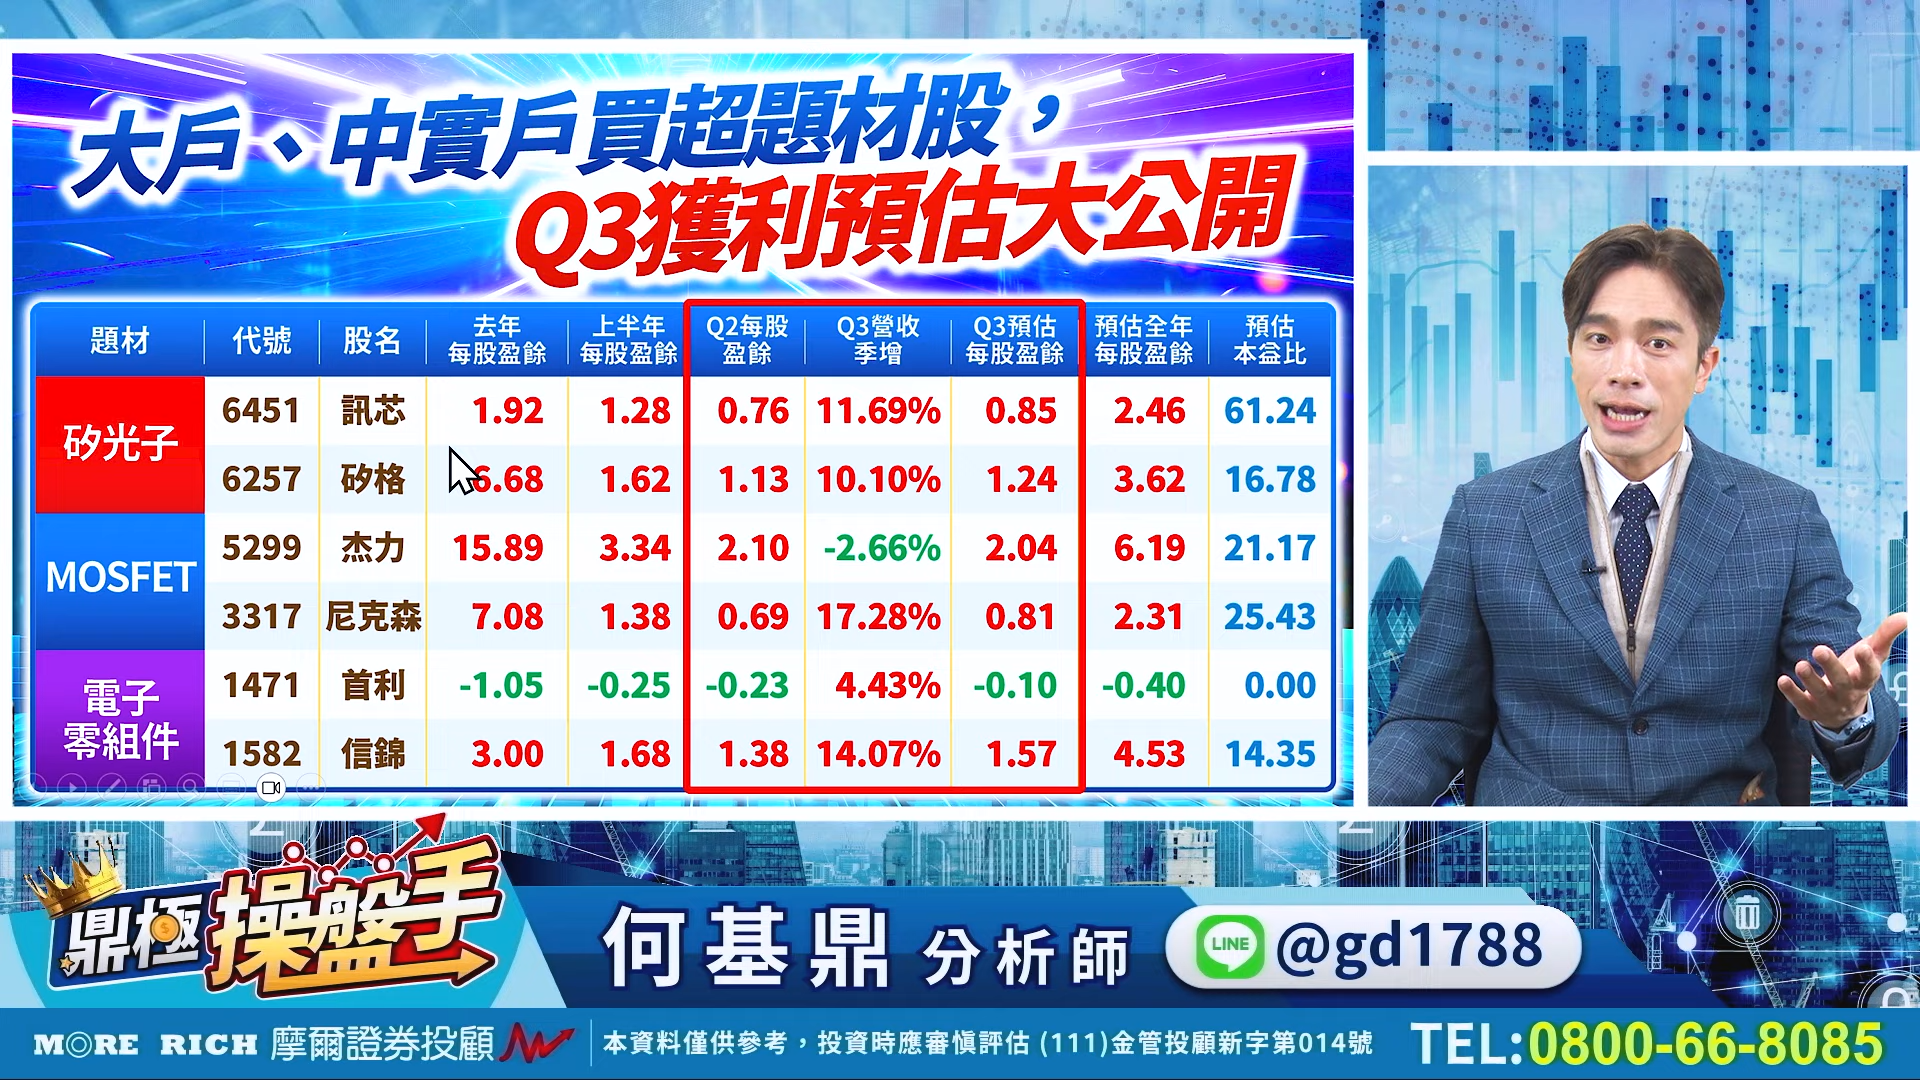 大戶、中實戶買超題材股，
Q3獲利預估大公開
題材 代號 股名 去年每股盈餘 上半年每股盈餘 Q2每股盈餘 Q3營收季增 Q3預估每股盈餘 預估全年每股盈餘 預估本益比
矽光子 6451 訊芯 1.92 1.28 0.76 11.69% 0.85 2.46 61.24
6257 矽格 6.68 1.62 1.13 10.10% 1.24 3.62 16.78
MOSFET 5299 杰力 15.89 3.34 2.10 -2.66% 2.04 6.19 21.17
3317 尼克森 7.08 1.38 0.69 17.28% 0.81 2.31 25.43
電子零組件 1471 首利 -1.05 -0.25 -0.23 4.43% -0.10 -0.40 0.00
1582 信錦 3.00 1.68 1.38 14.07% 1.57 4.53 14.35
鼎極操盤手
何基鼎 分析師
LINE @gd1788
MORE RICH 摩爾證券投顧
本資料僅供參考，投資時應審慎評估 (111)金管投顧新字第014號
TEL:0800-66-8085